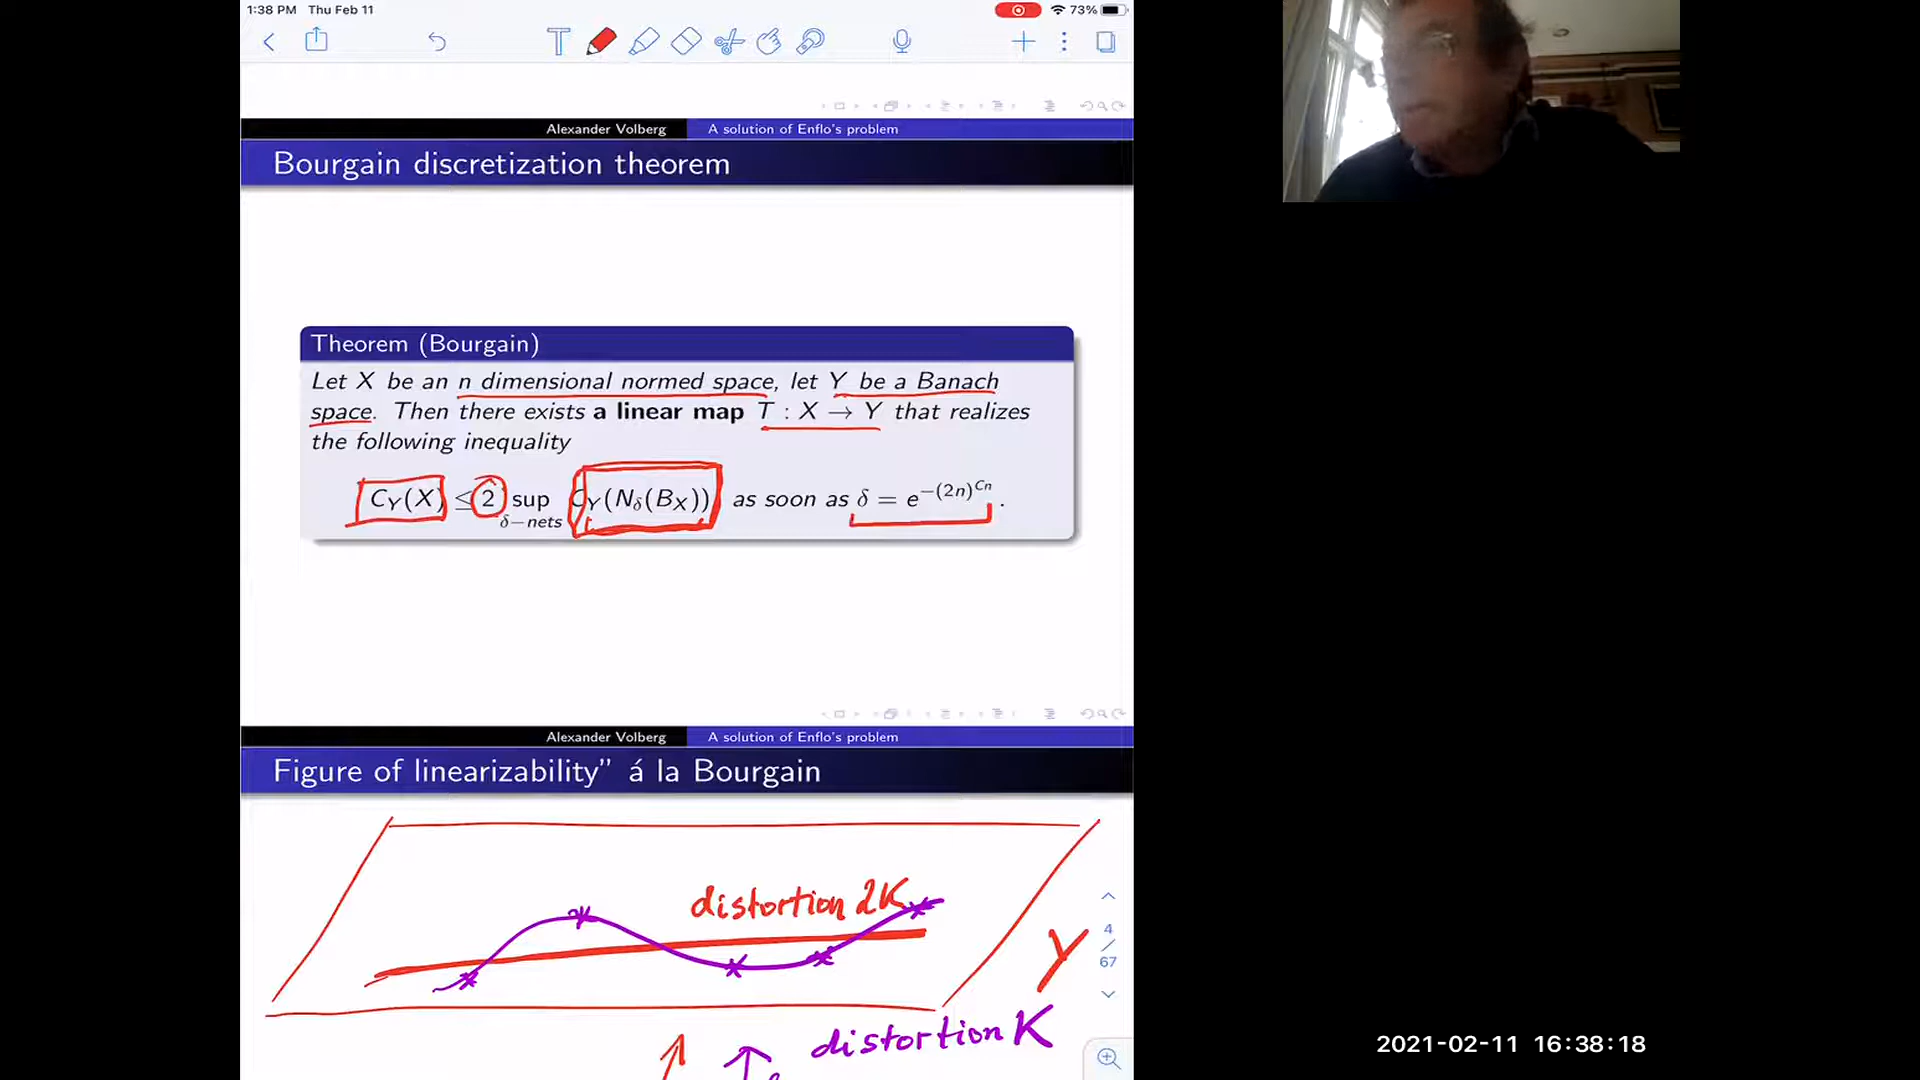 1:38 PM Thu Feb 11
73%
Alexander Volberg A solution of Enflo's problem
Bourgain discretization theorem
Theorem (Bourgain)
Let X be an n dimensional normed space, let Y be a Banach
space. Then there exists a linear map T : X → Y that realizes
the following inequality
C_Y(X) ≤ 2 sup_{δ−nets} C_Y(N_δ(B_X)) as soon as δ = e^{−(2n)^{Cn}}.
Alexander Volberg A solution of Enflo's problem
Figure of linearizability” á la Bourgain
distortion 2K
Y
4
/
67
distortion K
2021-02-11 16:38:18